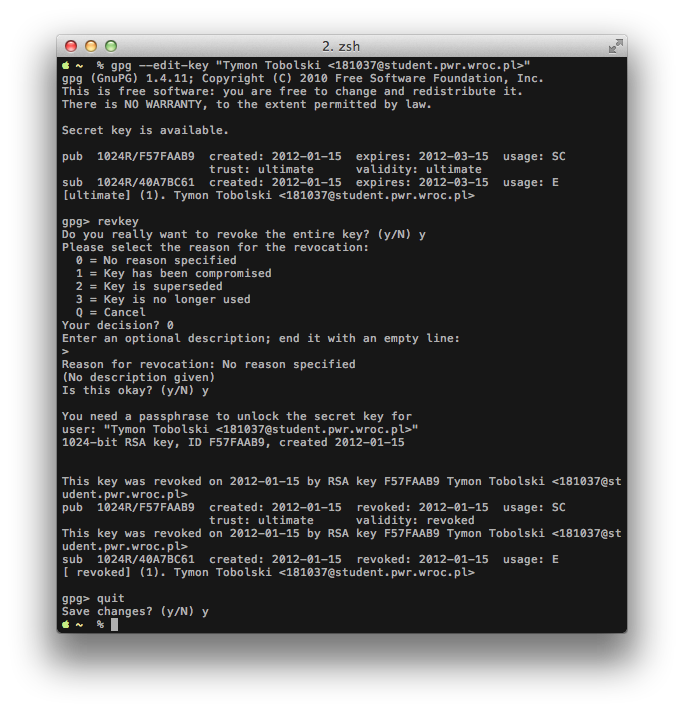 2. zsh
~ % gpg --edit-key "Tymon Tobolski <181037@student.pwr.wroc.pl>"
gpg (GnuPG) 1.4.11; Copyright (C) 2010 Free Software Foundation, Inc.
This is free software: you are free to change and redistribute it.
There is NO WARRANTY, to the extent permitted by law.
Secret key is available.
pub  1024R/F57FAAB9  created: 2012-01-15  expires: 2012-03-15  usage: SC
trust: ultimate      validity: ultimate
sub  1024R/40A7BC61  created: 2012-01-15  expires: 2012-03-15  usage: E
[ultimate] (1). Tymon Tobolski <181037@student.pwr.wroc.pl>
gpg> revkey
Do you really want to revoke the entire key? (y/N) y
Please select the reason for the revocation:
0 = No reason specified
1 = Key has been compromised
2 = Key is superseded
3 = Key is no longer used
Q = Cancel
Your decision? 0
Enter an optional description; end it with an empty line:
>
Reason for revocation: No reason specified
(No description given)
Is this okay? (y/N) y
You need a passphrase to unlock the secret key for
user: "Tymon Tobolski <181037@student.pwr.wroc.pl>"
1024-bit RSA key, ID F57FAAB9, created 2012-01-15
This key was revoked on 2012-01-15 by RSA key F57FAAB9 Tymon Tobolski <181037@st
udent.pwr.wroc.pl>
pub  1024R/F57FAAB9  created: 2012-01-15  revoked: 2012-01-15  usage: SC
trust: ultimate      validity: revoked
This key was revoked on 2012-01-15 by RSA key F57FAAB9 Tymon Tobolski <181037@st
udent.pwr.wroc.pl>
sub  1024R/40A7BC61  created: 2012-01-15  revoked: 2012-01-15  usage: E
[ revoked] (1). Tymon Tobolski <181037@student.pwr.wroc.pl>
gpg> quit
Save changes? (y/N) y
~ %